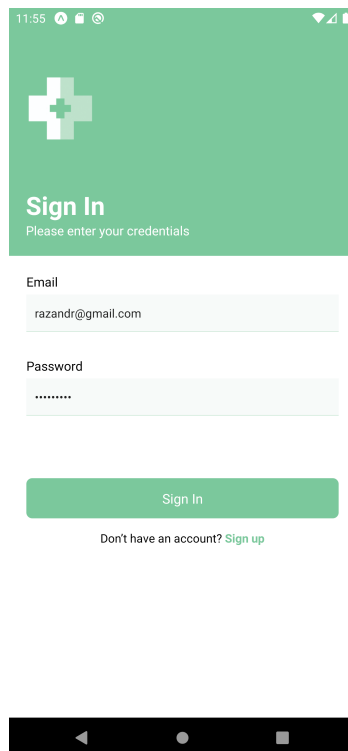 11:55
Sign In
Please enter your credentials
Email
razandr@gmail.com
Password
•••••••••
Sign In
Don't have an account? Sign up